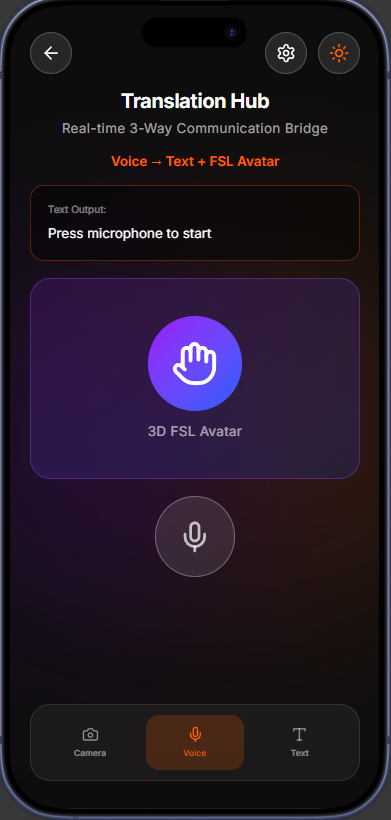 Translation Hub
Real-time 3-Way Communication Bridge
Voice → Text + FSL Avatar
Text Output:
Press microphone to start
3D FSL Avatar
Camera
Voice
Text